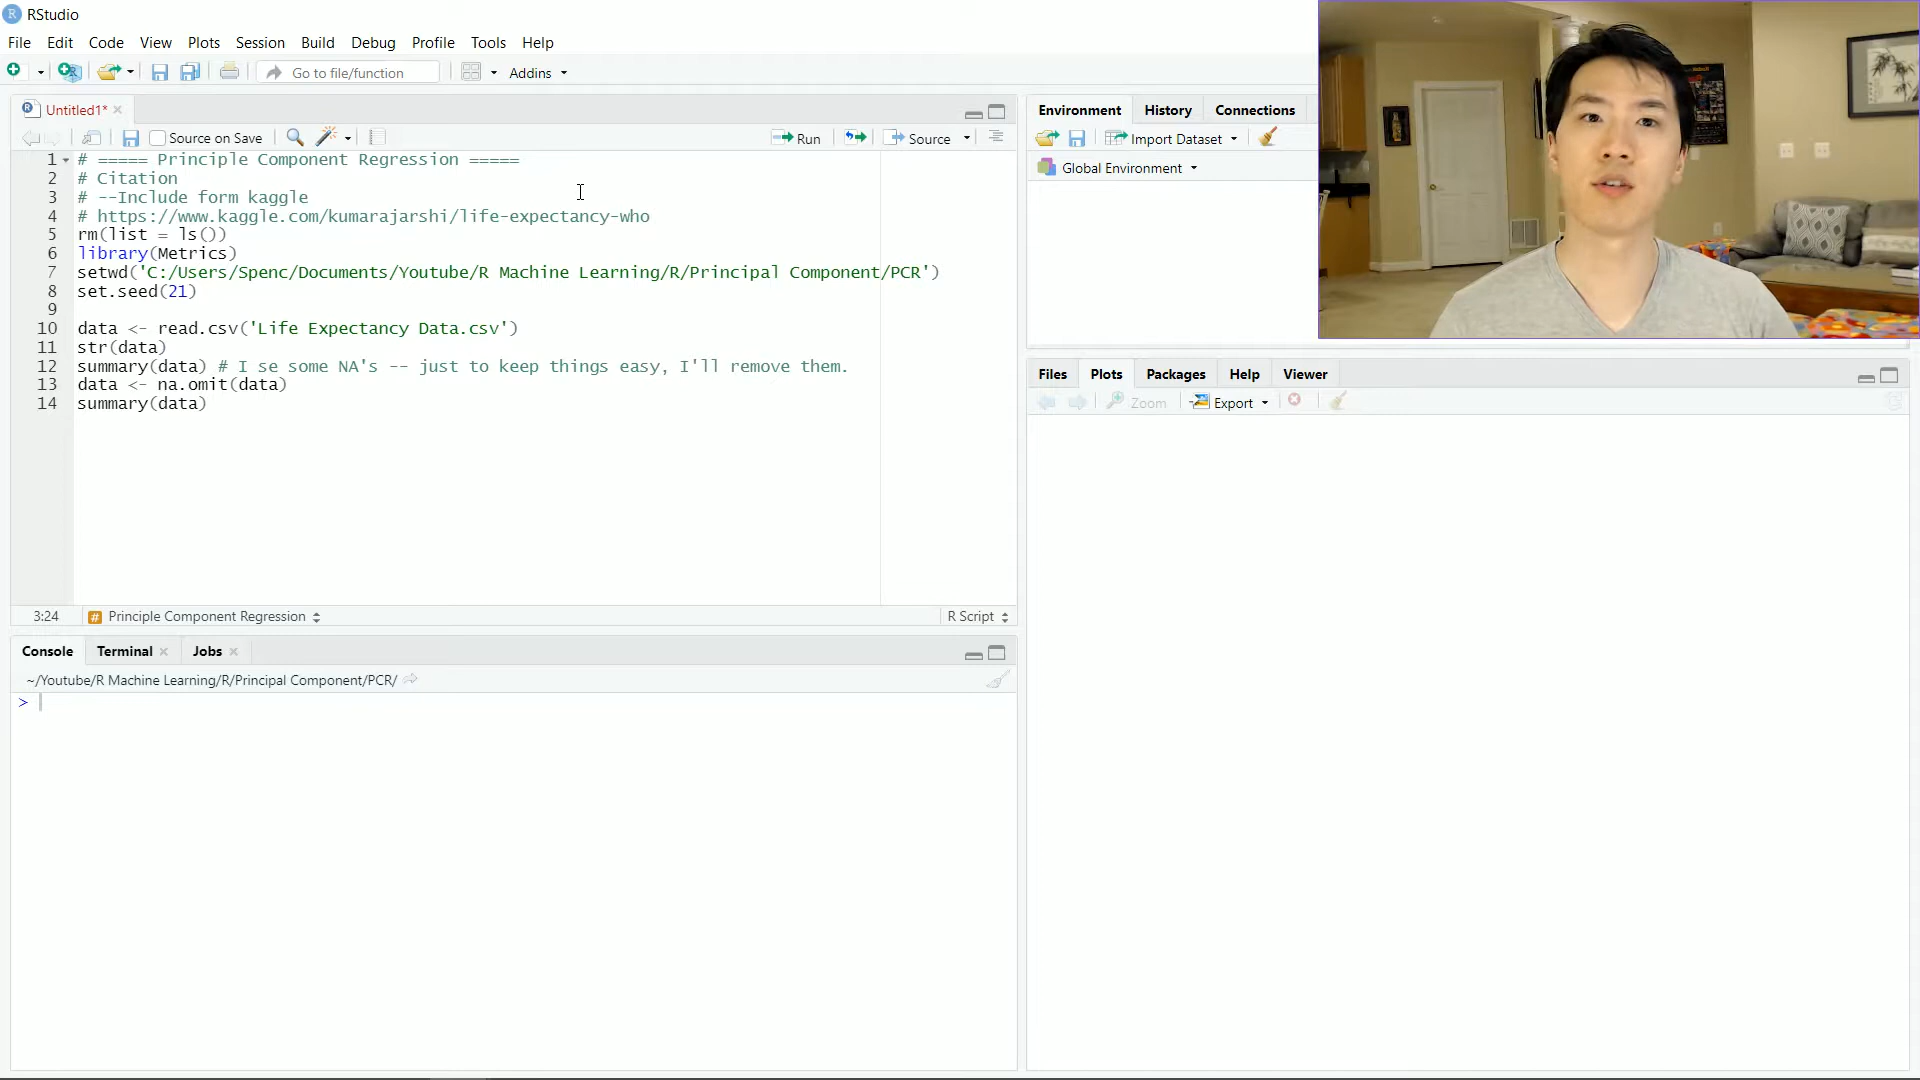 RStudio
File Edit Code View Plots Session Build Debug Profile Tools Help
Go to file/function Addins
Untitled1*
Source on Save Run Source
1 # ===== Principle Component Regression =====
2 # Citation
3 # --Include form kaggle
4 # https://www.kaggle.com/kumarajarshi/life-expectancy-who
5 rm(list = ls())
6 library(Metrics)
7 setwd('C:/Users/Spenc/Documents/Youtube/R Machine Learning/R/Principal Component/PCR')
8 set.seed(21)
9
10 data <- read.csv('Life Expectancy Data.csv')
11 str(data)
12 summary(data) # I se some NA's -- just to keep things easy, I'll remove them.
13 data <- na.omit(data)
14 summary(data)
3:24 Principle Component Regression R Script
Console Terminal Jobs
~/Youtube/R Machine Learning/R/Principal Component/PCR/
>
Environment History Connections
Import Dataset
Global Environment
Files Plots Packages Help Viewer
Zoom Export